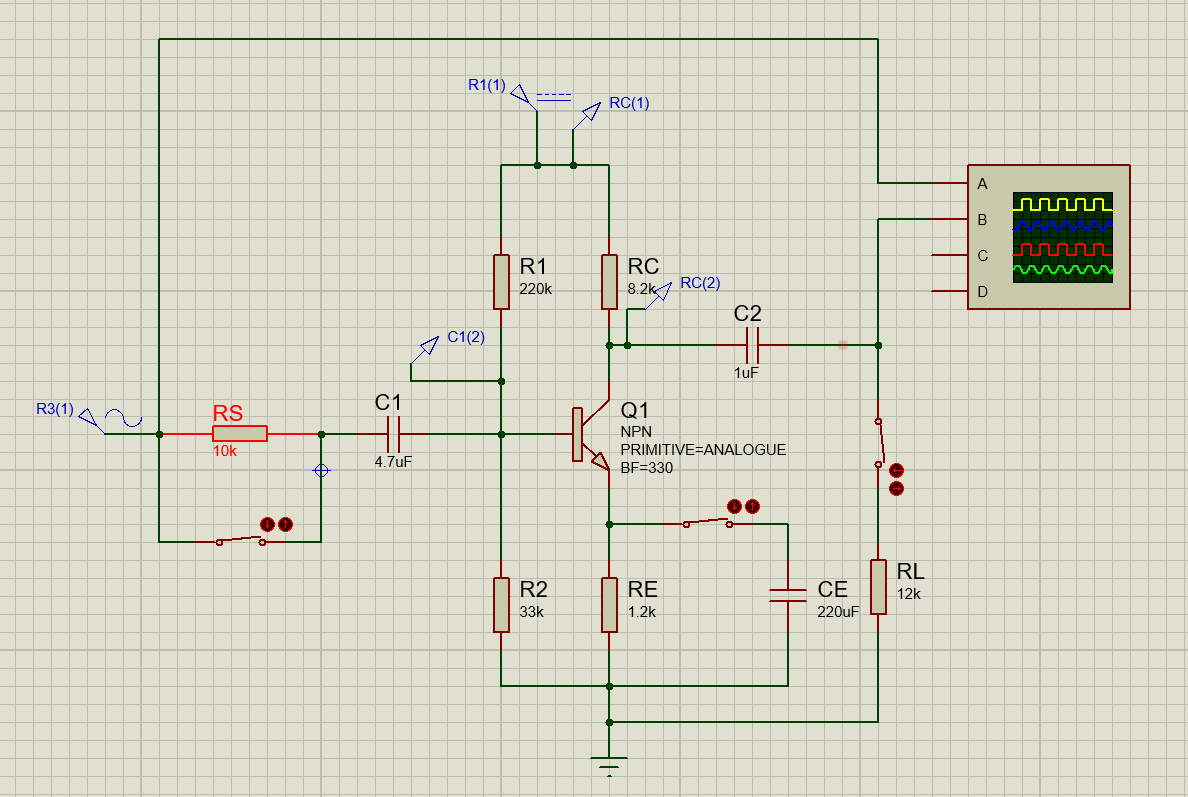 R1(1)
RC(1)
A
B
C
D
R1
220k
RC
8.2k
RC(2)
C2
1uF
C1(2)
R3(1)
RS
10k
C1
4.7uF
Q1
NPN
PRIMITIVE=ANALOGUE
BF=330
R2
33k
RE
1.2k
CE
220uF
RL
12k